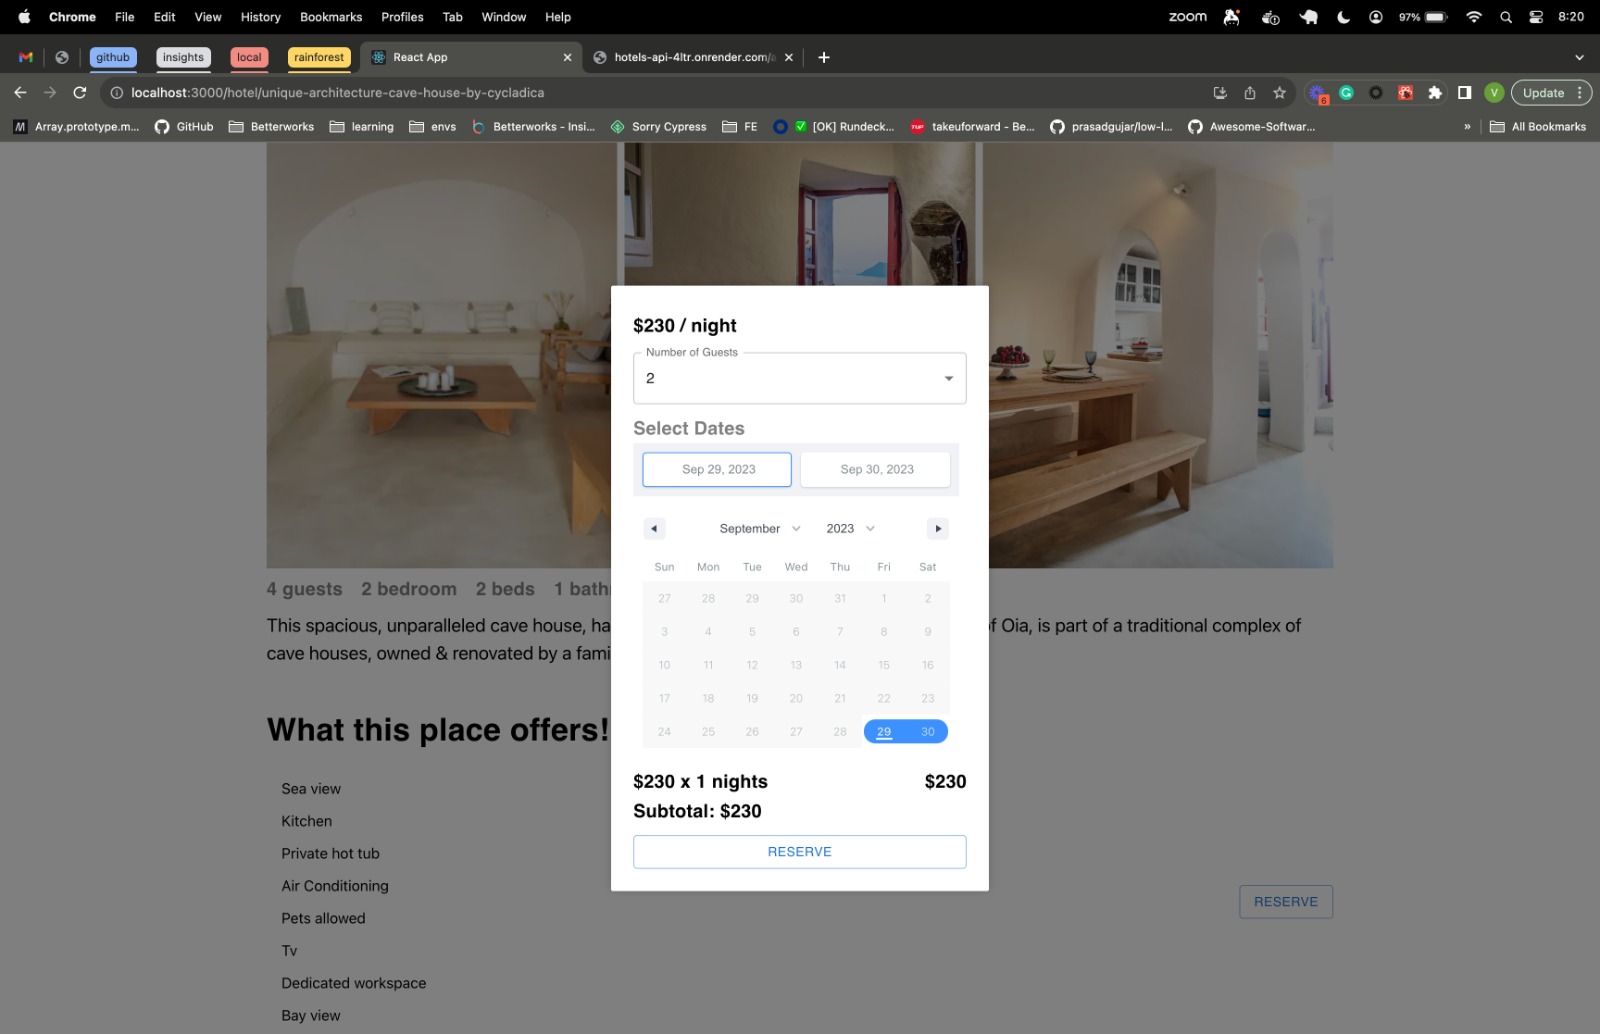 Chrome File Edit View History Bookmarks Profiles Tab Window Help zoom 97% 8:20
github insights local rainforest React App hotels-api-4ltr.onrender.com/a
localhost:3000/hotel/unique-architecture-cave-house-by-cycladica 6 V Update
Array.prototype.m... GitHub Betterworks learning envs Betterworks - Insi... Sorry Cypress FE [OK] Rundeck... takeuforward - Be... prasadgujar/low-l... Awesome-Softwar... » All Bookmarks
$230 / night
Number of Guests
2
Select Dates
Sep 29, 2023 Sep 30, 2023
September 2023
Sun Mon Tue Wed Thu Fri Sat
27 28 29 30 31 1 2
3 4 5 6 7 8 9
10 11 12 13 14 15 16
17 18 19 20 21 22 23
24 25 26 27 28 29 30
$230 x 1 nights $230
Subtotal: $230
RESERVE
4 guests 2 bedroom 2 beds 1 bath
This spacious, unparalleled cave house, ha f Oia, is part of a traditional complex of
cave houses, owned & renovated by a fami
What this place offers!
Sea view
Kitchen
Private hot tub
Air Conditioning
Pets allowed
Tv
Dedicated workspace
Bay view
RESERVE